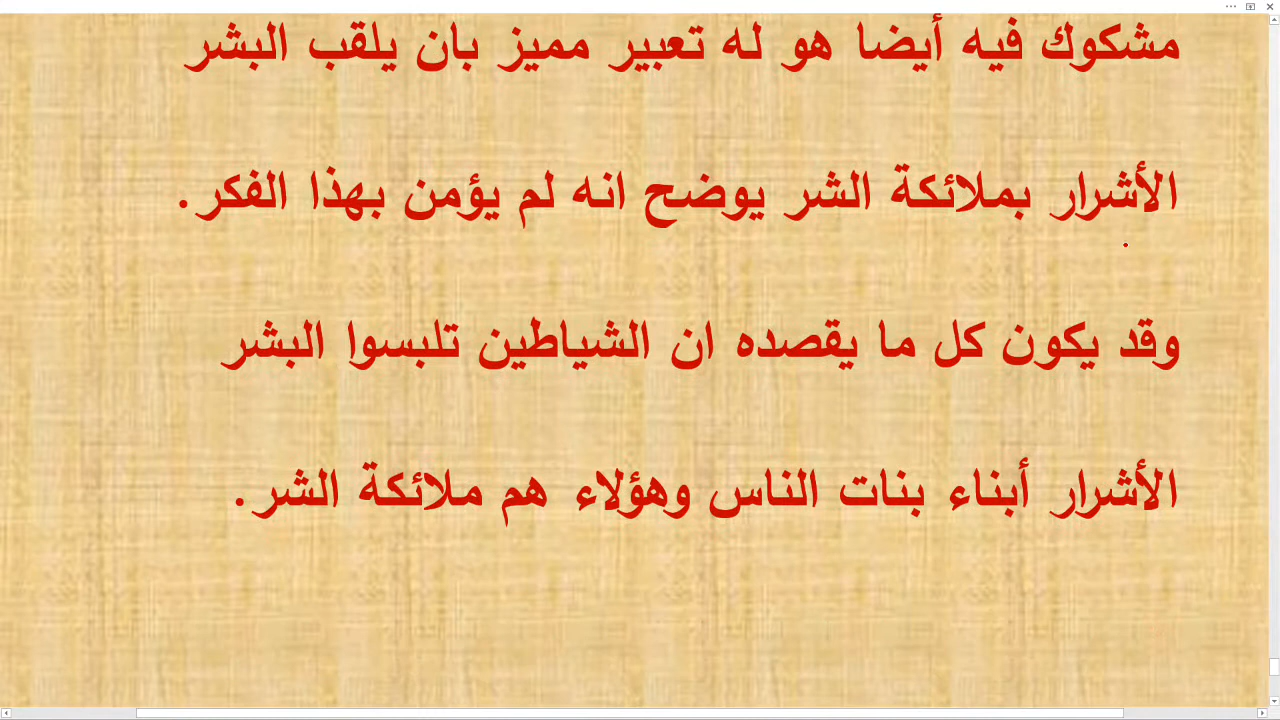 مشكوك فيه أيضا هو له تعبير مميز بان يلقب البشر
الأشرار بملائكة الشر يوضح انه لم يؤمن بهذا الفكر.
وقد يكون كل ما يقصده ان الشياطين تلبسوا البشر
الأشرار أبناء بنات الناس وهؤلاء هم ملائكة الشر.